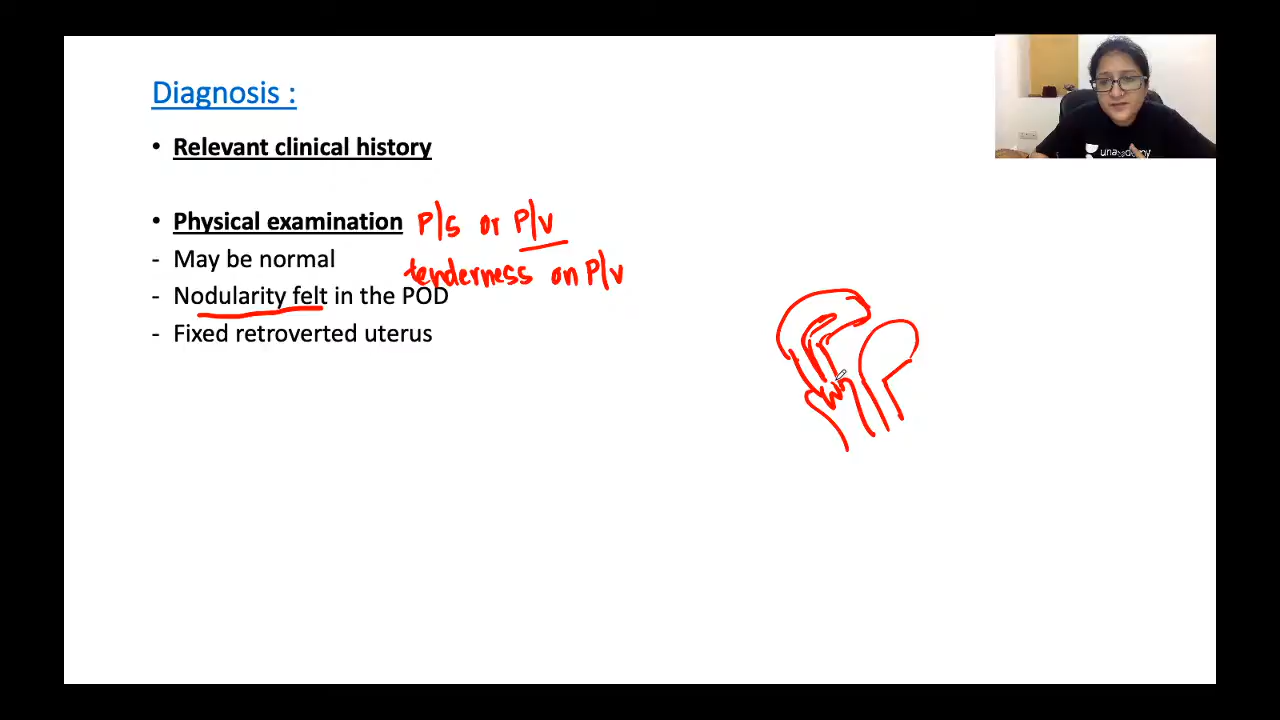 Diagnosis :
• Relevant clinical history
• Physical examination P/S or P/V
- May be normal
tenderness on P/V
- Nodularity felt in the POD
- Fixed retroverted uterus
unacademy